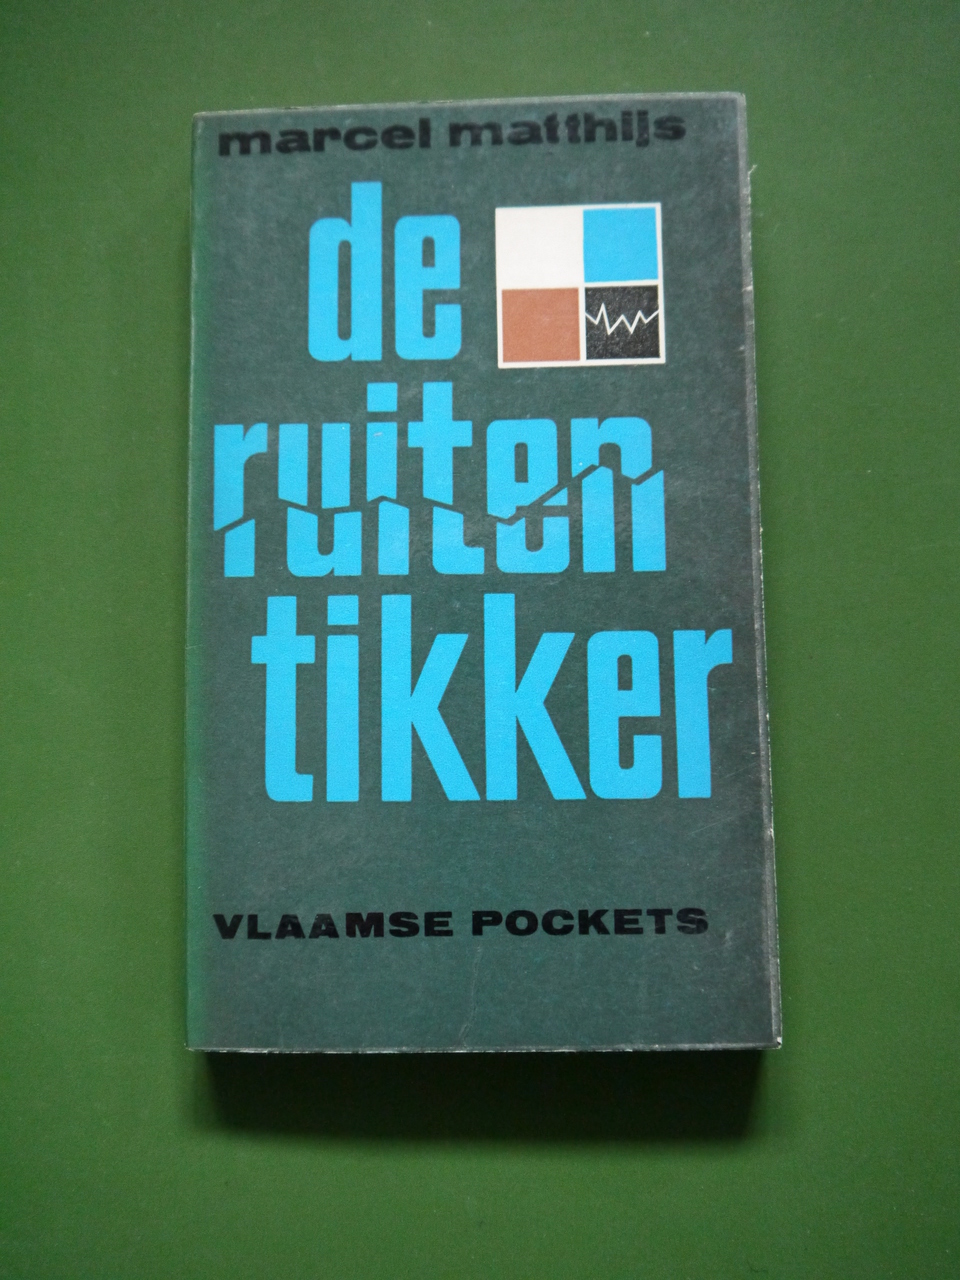 marcel matthijs
de
ruiten
tikker
VLAAMSE POCKETS